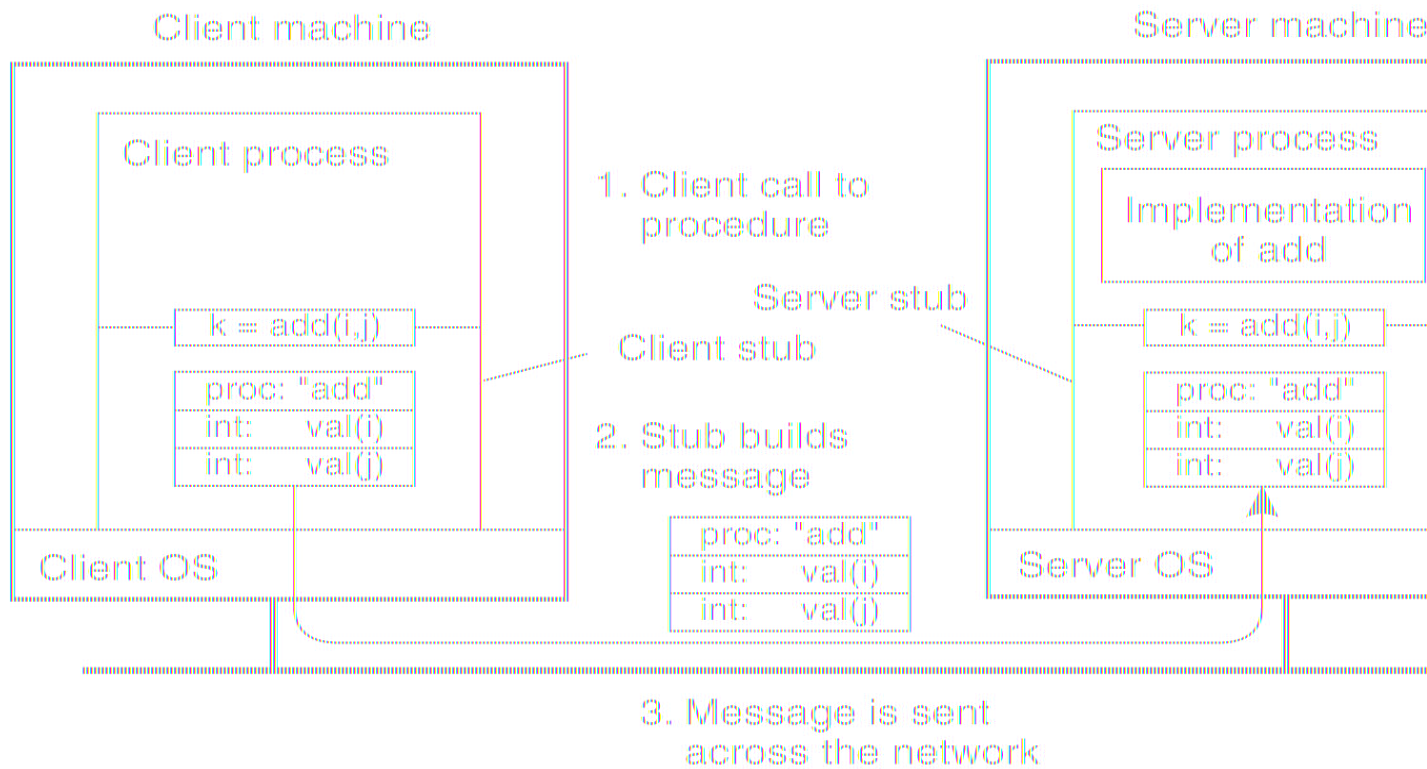 Client machine
Server machine
Client process
Server process
1. Client call to
procedure
Implementation
of add
Server stub
k = add(i,j)
k = add(i,j)
Client stub
proc: "add"
int: val(i)
int: val(j)
proc: "add"
int: val(i)
int: val(j)
2. Stub builds
message
proc: "add"
int: val(i)
int: val(j)
Client OS
Server OS
3. Message is sent
across the network